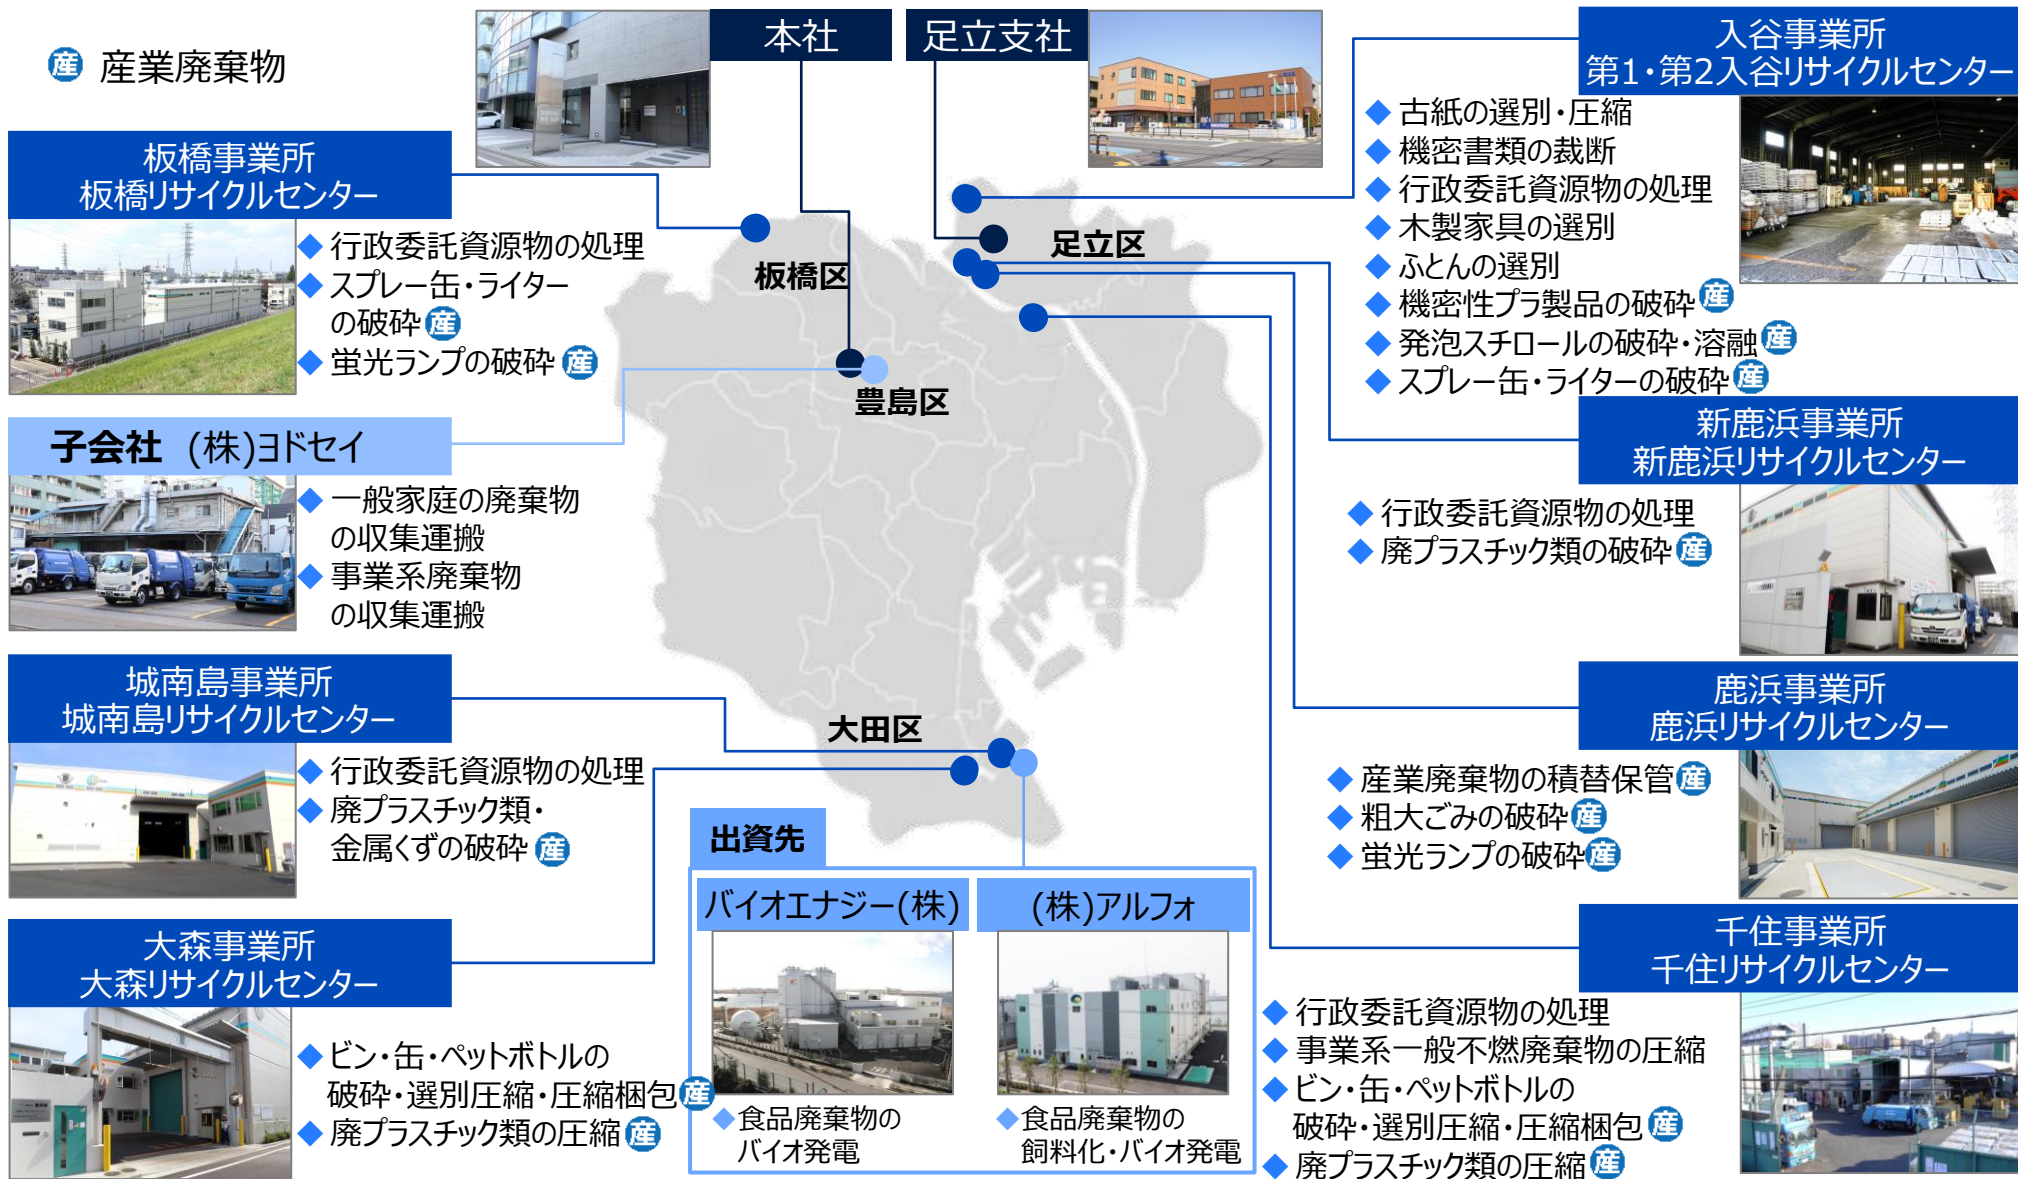 産 産業廃棄物
本社
足立支社
板橋事業所
板橋リサイクルセンター
◆ 行政委託資源物の処理
◆ スプレー缶・ライター
の破砕 産
◆ 蛍光ランプの破砕 産
子会社 (株)ヨドセイ
◆ 一般家庭の廃棄物
の収集運搬
◆ 事業系廃棄物
の収集運搬
城南島事業所
城南島リサイクルセンター
◆ 行政委託資源物の処理
◆ 廃プラスチック類・
金属くずの破砕 産
大森事業所
大森リサイクルセンター
◆ ビン・缶・ペットボトルの
破砕・選別圧縮・圧縮梱包 産
◆ 廃プラスチック類の圧縮 産
板橋区
足立区
豊島区
大田区
出資先
バイオエナジー(株)
◆ 食品廃棄物の
バイオ発電
(株)アルフォ
◆ 食品廃棄物の
飼料化・バイオ発電
入谷事業所
第1・第2入谷リサイクルセンター
◆ 古紙の選別・圧縮
◆ 機密書類の裁断
◆ 行政委託資源物の処理
◆ 木製家具の選別
◆ ふとんの選別
◆ 機密性プラ製品の破砕 産
◆ 発泡スチロールの破砕・溶融 産
◆ スプレー缶・ライターの破砕 産
新鹿浜事業所
新鹿浜リサイクルセンター
◆ 行政委託資源物の処理
◆ 廃プラスチック類の破砕 産
鹿浜事業所
鹿浜リサイクルセンター
◆ 産業廃棄物の積替保管 産
◆ 粗大ごみの破砕 産
◆ 蛍光ランプの破砕 産
千住事業所
千住リサイクルセンター
◆ 行政委託資源物の処理
◆ 事業系一般不燃廃棄物の圧縮
◆ ビン・缶・ペットボトルの
破砕・選別圧縮・圧縮梱包 産
◆ 廃プラスチック類の圧縮 産